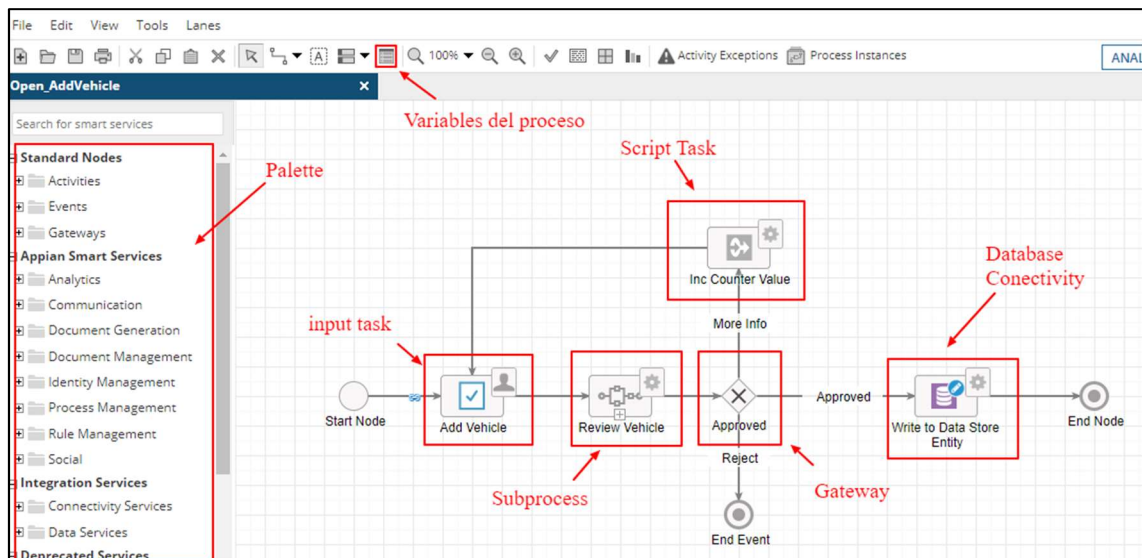 File Edit View Tools Lanes
100% Activity Exceptions Process Instances ANAL
Open_AddVehicle
Search for smart services
Variables del proceso
Standard Nodes
Activities
Events
Gateways
Appian Smart Services
Analytics
Communication
Document Generation
Document Management
Identity Management
Process Management
Rule Management
Social
Integration Services
Connectivity Services
Data Services
Deprecated Services
Palette
Script Task
Inc Counter Value
More Info
Database
Conectivity
input task
Start Node
Add Vehicle
Review Vehicle
Approved
Reject
Approved
Write to Data Store
Entity
End Node
Subprocess
Gateway
End Event